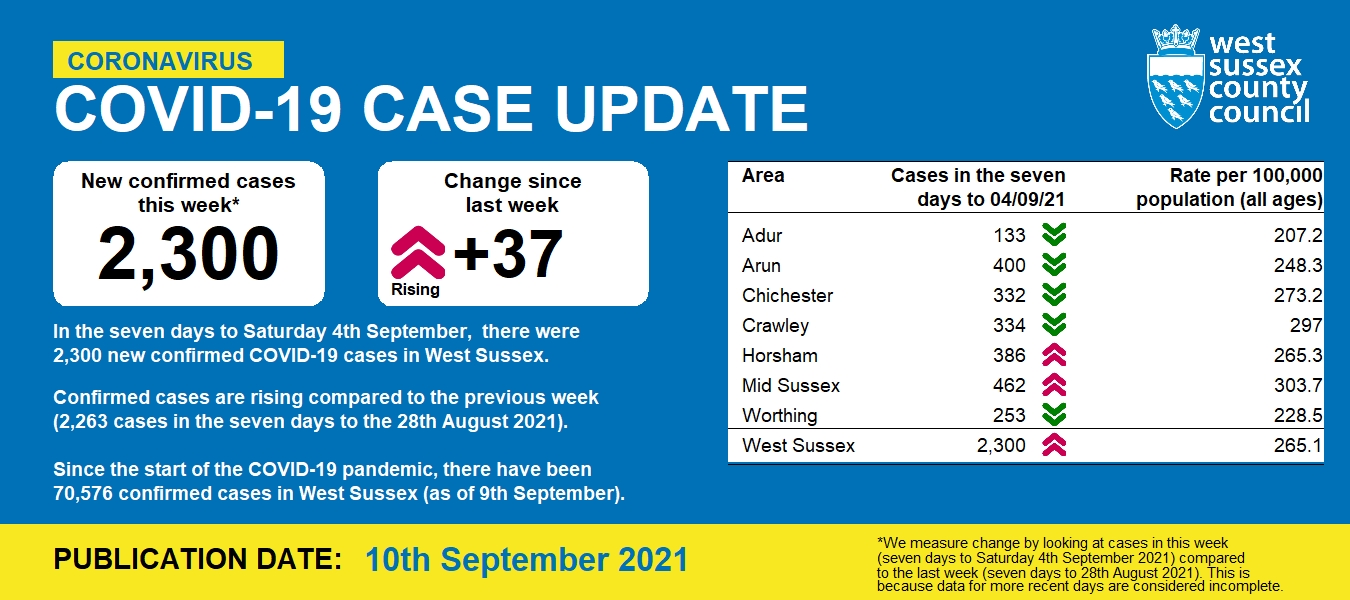 CORONAVIRUS
COVID-19 CASE UPDATE
west
sussex
county
council
New confirmed cases
this week*
2,300
Change since
last week
+37
Rising
In the seven days to Saturday 4th September, there were
2,300 new confirmed COVID-19 cases in West Sussex.
Confirmed cases are rising compared to the previous week
(2,263 cases in the seven days to the 28th August 2021).
Since the start of the COVID-19 pandemic, there have been
70,576 confirmed cases in West Sussex (as of 9th September).
Area Cases in the seven Rate per 100,000
days to 04/09/21 population (all ages)
Adur 133 207.2
Arun 400 248.3
Chichester 332 273.2
Crawley 334 297
Horsham 386 265.3
Mid Sussex 462 303.7
Worthing 253 228.5
West Sussex 2,300 265.1
PUBLICATION DATE: 10th September 2021
*We measure change by looking at cases in this week
(seven days to Saturday 4th September 2021) compared
to the last week (seven days to 28th August 2021). This is
because data for more recent days are considered incomplete.